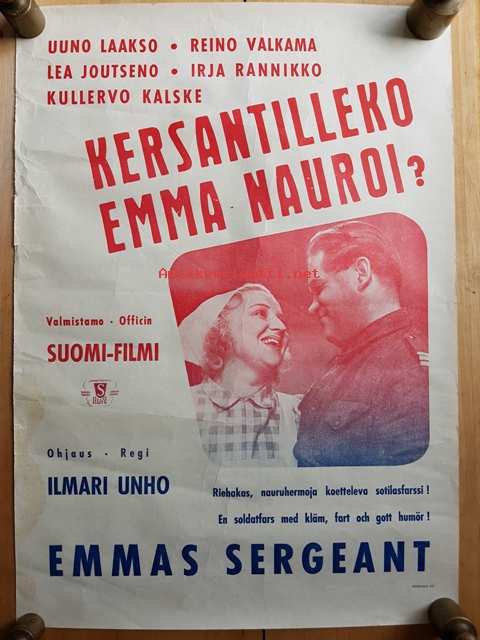 UUNO LAAKSO • REINO VALKAMA
LEA JOUTSENO • IRJA RANNIKKO
KULLERVO KALSKE
KERSANTILLEKO
EMMA NAUROI?
Valmistamo - Officin
SUOMI-FILMI
Ohjaus - Regi
ILMARI UNHO
Riehakas, nauruhermoja koetteleva sotilasfarssi!
En soldatfars med kläm, fart och gott humör!
EMMAS SERGEANT